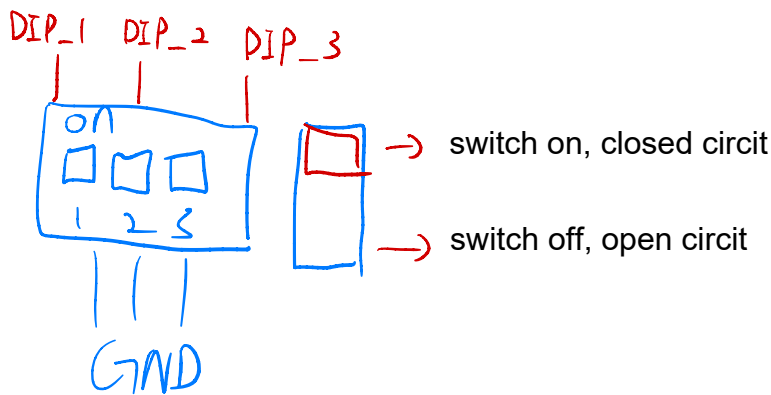 DIP_1 DIP_2 DIP_3
on
switch on, closed circit
1 2 3
switch off, open circit
GND